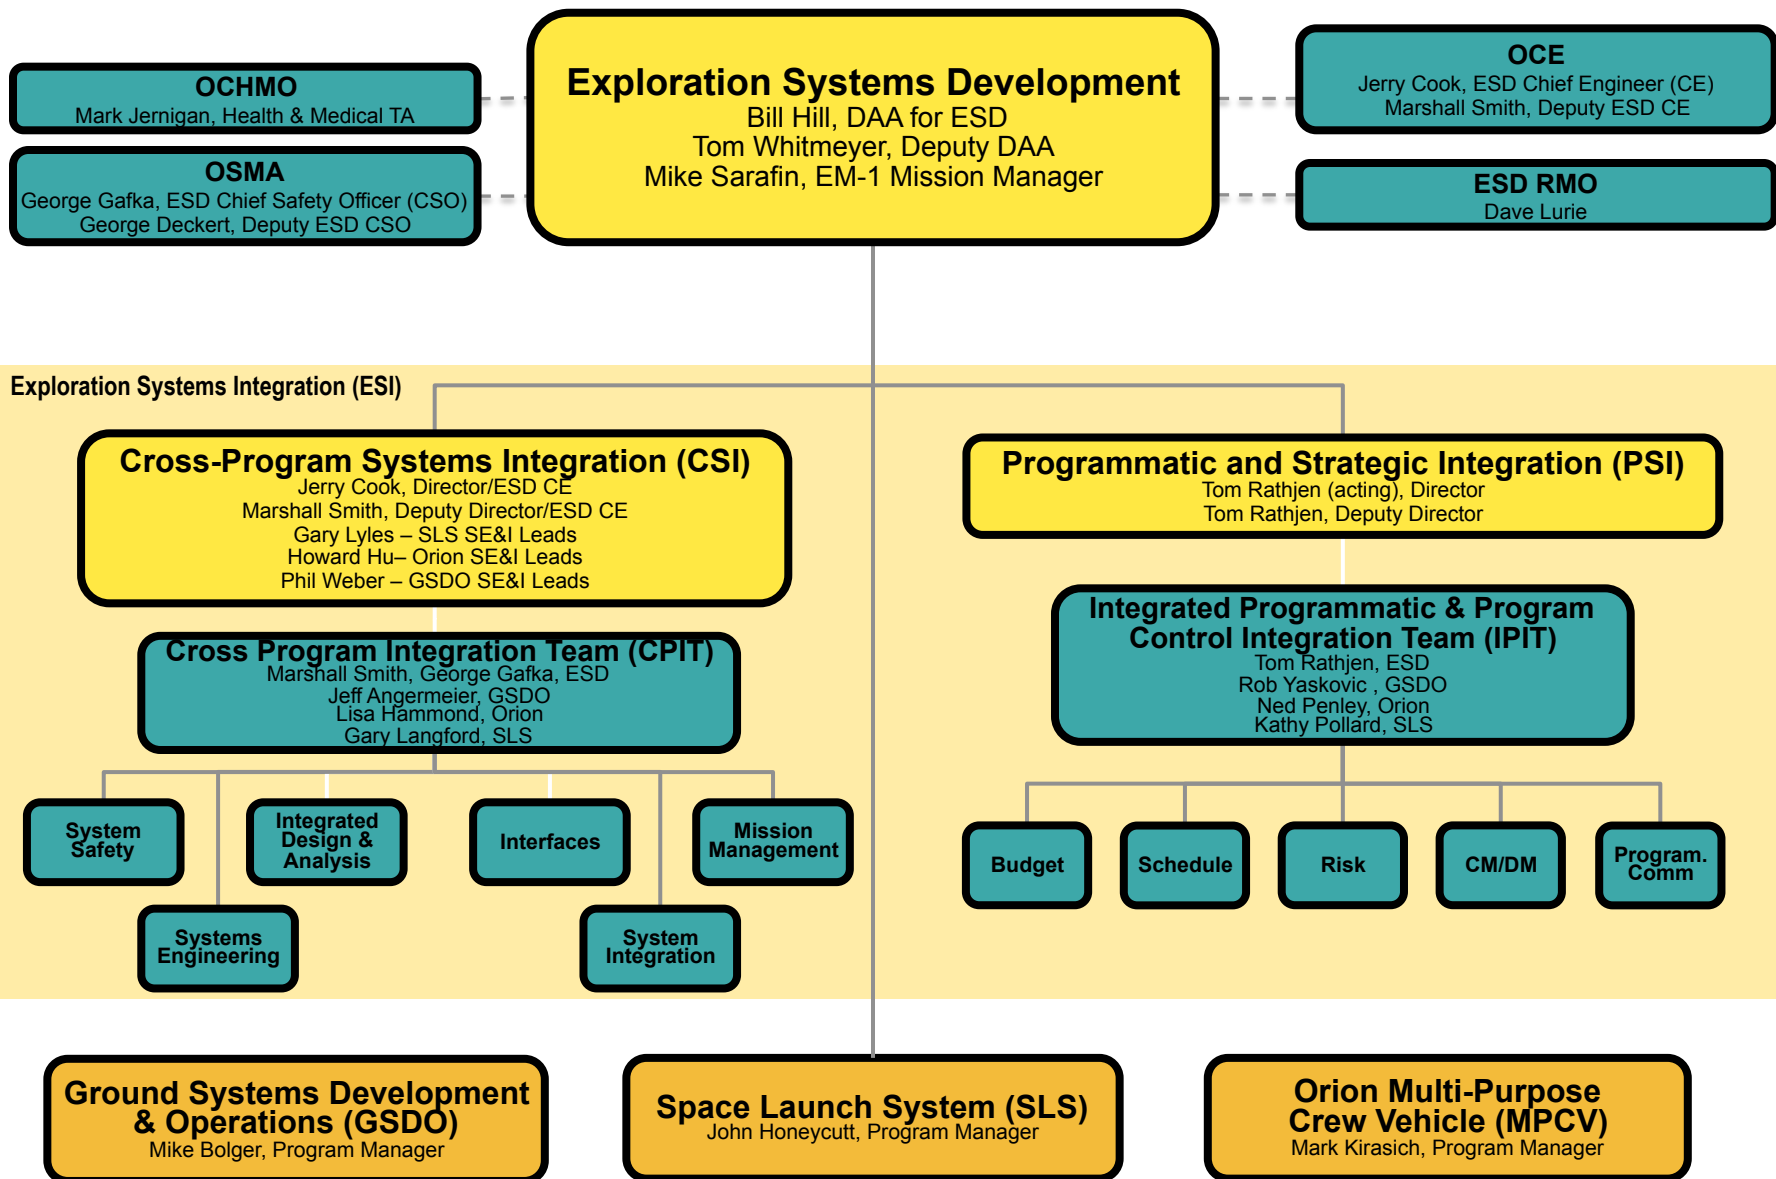 Exploration Systems Development
Bill Hill, DAA for ESD
Tom Whitmeyer, Deputy DAA
Mike Sarafin, EM-1 Mission Manager
OCHMO
Mark Jernigan, Health & Medical TA
OSMA
George Gafka, ESD Chief Safety Officer (CSO)
George Deckert, Deputy ESD CSO
OCE
Jerry Cook, ESD Chief Engineer (CE)
Marshall Smith, Deputy ESD CE
ESD RMO
Dave Lurie
Exploration Systems Integration (ESI)
Cross-Program Systems Integration (CSI)
Jerry Cook, Director/ESD CE
Marshall Smith, Deputy Director/ESD CE
Gary Lyles – SLS SE&I Leads
Howard Hu– Orion SE&I Leads
Phil Weber – GSDO SE&I Leads
Cross Program Integration Team (CPIT)
Marshall Smith, George Gafka, ESD
Jeff Angermeier, GSDO
Lisa Hammond, Orion
Gary Langford, SLS
System
Safety
Integrated
Design &
Analysis
Interfaces
Mission
Management
Systems
Engineering
System
Integration
Programmatic and Strategic Integration (PSI)
Tom Rathjen (acting), Director
Tom Rathjen, Deputy Director
Integrated Programmatic & Program
Control Integration Team (IPIT)
Tom Rathjen, ESD
Rob Yaskovic , GSDO
Ned Penley, Orion
Kathy Pollard, SLS
Budget
Schedule
Risk
CM/DM
Program.
Comm
Ground Systems Development
& Operations (GSDO)
Mike Bolger, Program Manager
Space Launch System (SLS)
John Honeycutt, Program Manager
Orion Multi-Purpose
Crew Vehicle (MPCV)
Mark Kirasich, Program Manager